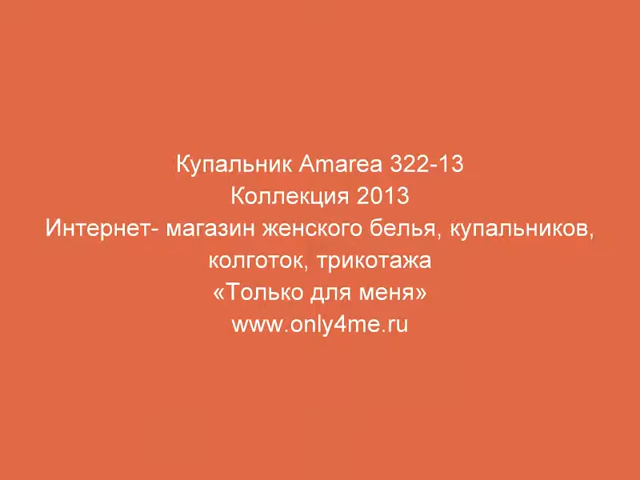 Купальник Amarea 322-13
Коллекция 2013
Интернет- магазин женского белья, купальников,
колготок, трикотажа
«Только для меня»
www.only4me.ru